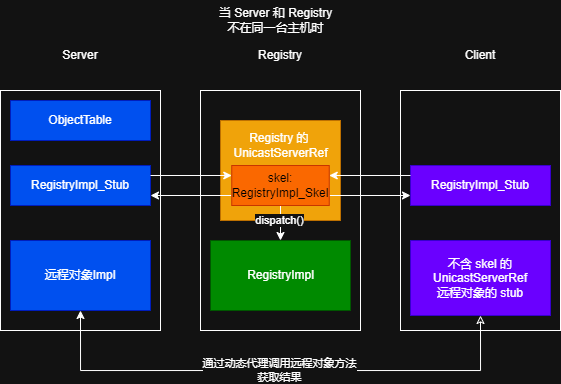 当 Server 和 Registry
不在同一台主机时
Server
Registry
Client
ObjectTable
Registry 的
UnicastServerRef
RegistryImpl_Stub
skel:
RegistryImpl_Skel
RegistryImpl_Stub
dispatch()
远程对象Impl
RegistryImpl
不含 skel 的
UnicastServerRef
远程对象的 stub
通过动态代理调用远程对象方法
获取结果